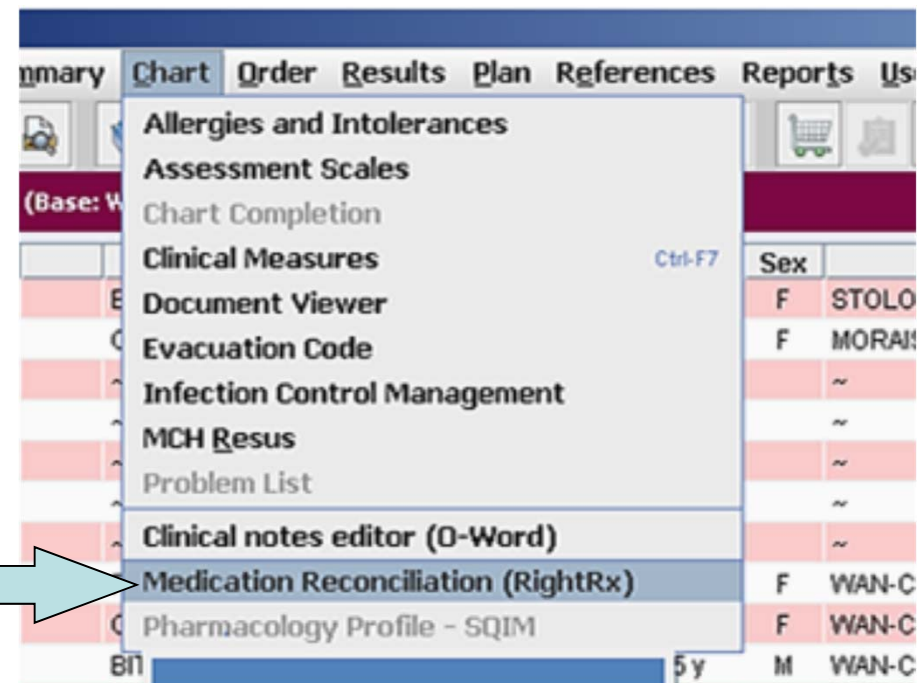 mmary Chart Order Results Plan References Reports Us
Allergies and Intolerances
Assessment Scales
(Base: W
Chart Completion
Clinical Measures Ctrl-F7 Sex
Document Viewer F STOLO
Evacuation Code F MORAIS
Infection Control Management ~
MCH Resus ~
Problem List ~
~
Clinical notes editor (O-Word) ~
Medication Reconciliation (RightRx) F WAN-C
Pharmacology Profile - SQIM F WAN-C
5 y M WAN-C